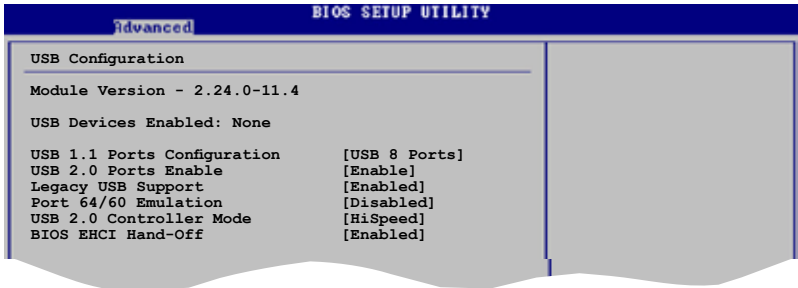 BIOS SETUP UTILITY
Advanced
USB Configuration
Module Version - 2.24.0-11.4
USB Devices Enabled: None
USB 1.1 Ports Configuration [USB 8 Ports]
USB 2.0 Ports Enable [Enable]
Legacy USB Support [Enabled]
Port 64/60 Emulation [Disabled]
USB 2.0 Controller Mode [HiSpeed]
BIOS EHCI Hand-Off [Enabled]